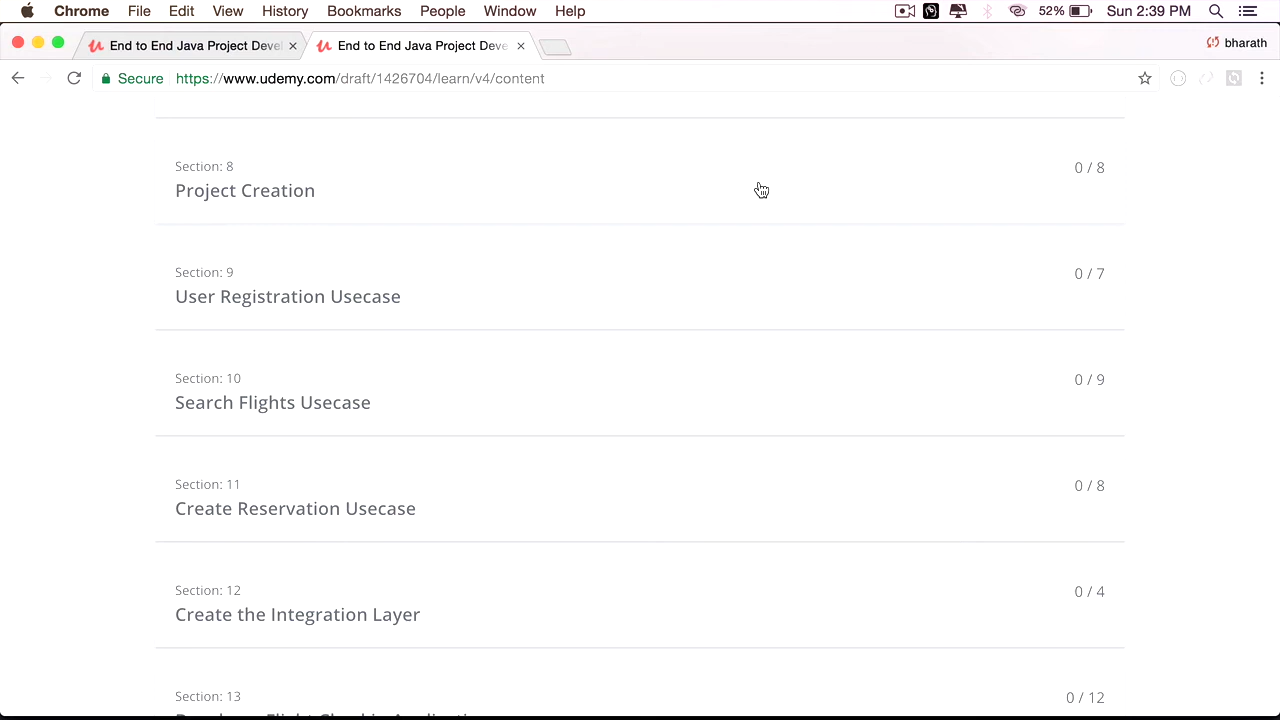 Chrome File Edit View History Bookmarks People Window Help 52% Sun 2:39 PM
End to End Java Project Devel End to End Java Project Deve bharath
Secure https://www.udemy.com/draft/1426704/learn/v4/content
Section: 8
Project Creation
0 / 8
Section: 9
User Registration Usecase
0 / 7
Section: 10
Search Flights Usecase
0 / 9
Section: 11
Create Reservation Usecase
0 / 8
Section: 12
Create the Integration Layer
0 / 4
Section: 13
0 / 12